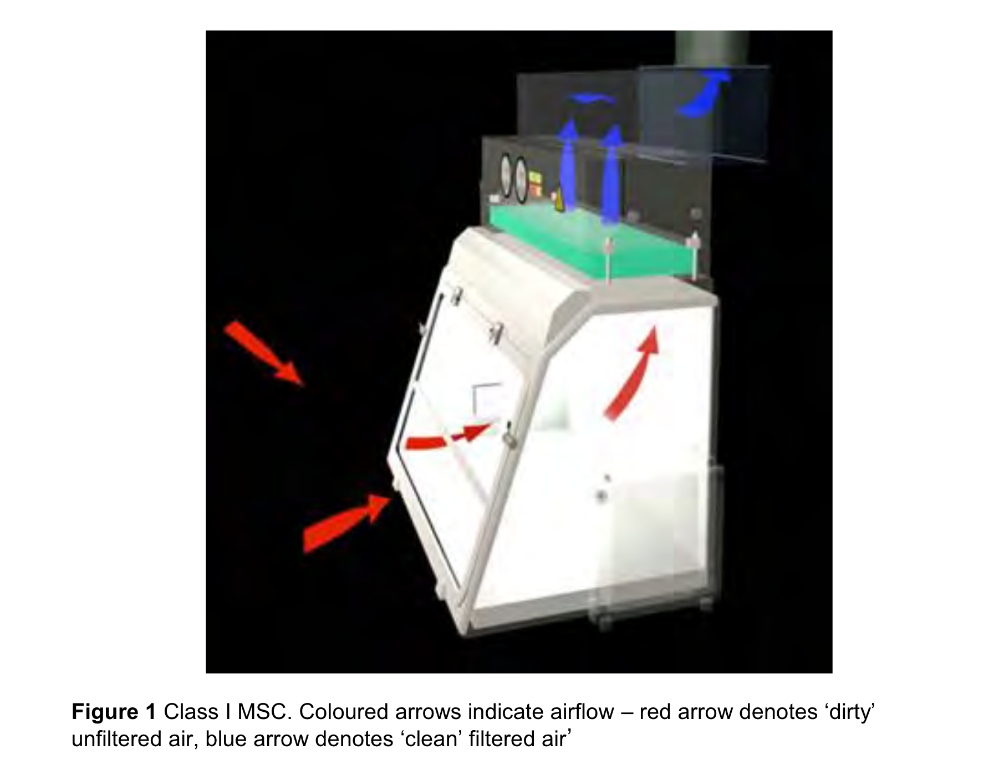 Figure 1 Class I MSC. Coloured arrows indicate airflow – red arrow denotes ‘dirty’
unfiltered air, blue arrow denotes ‘clean’ filtered air’